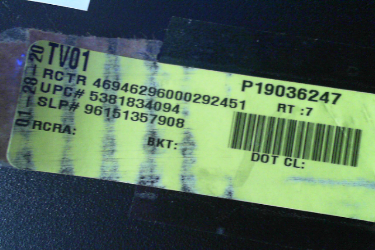 01-28-20
TV01
RCTR 46946296000292451
UPC# 5381834094
SLP# 96151357908
RCRA:
BKT:
P19036247
RT :7
DOT CL: